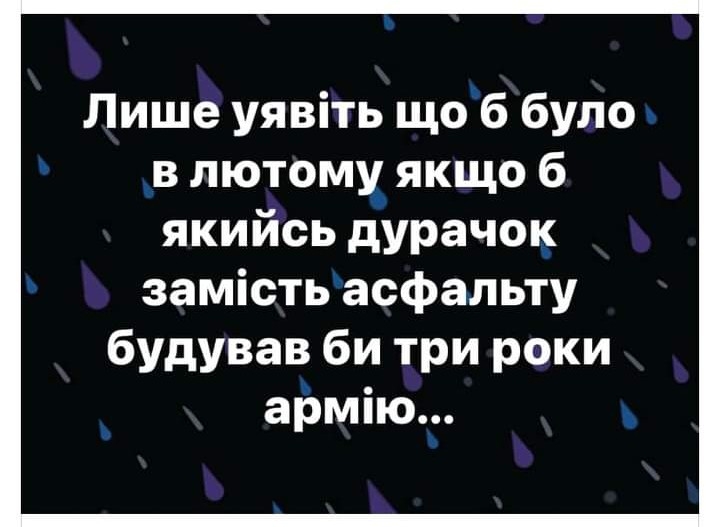 Лише уявіть що б було
в лютому якщо б
якийсь дурачок
замість асфальту
будував би три роки
армію...